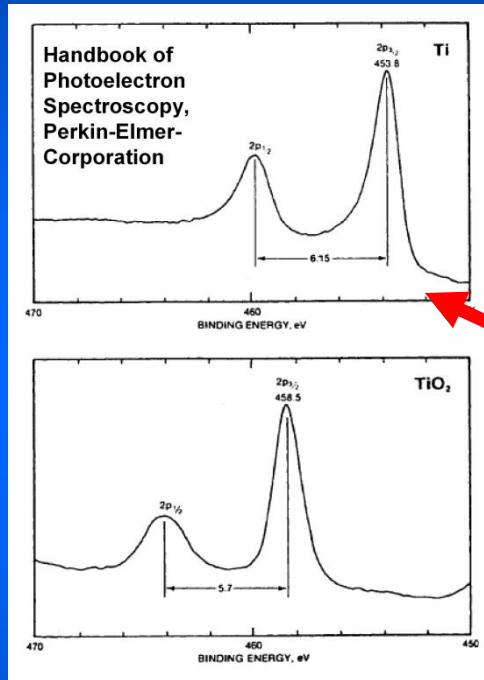 Handbook of
Photoelectron
Spectroscopy,
Perkin-Elmer-
Corporation
2p3/2
453.8
Ti
2p1/2
6.15
470
460
BINDING ENERGY, eV
2p3/2
458.5
TiO2
2p1/2
5.7
470
460
450
BINDING ENERGY, eV